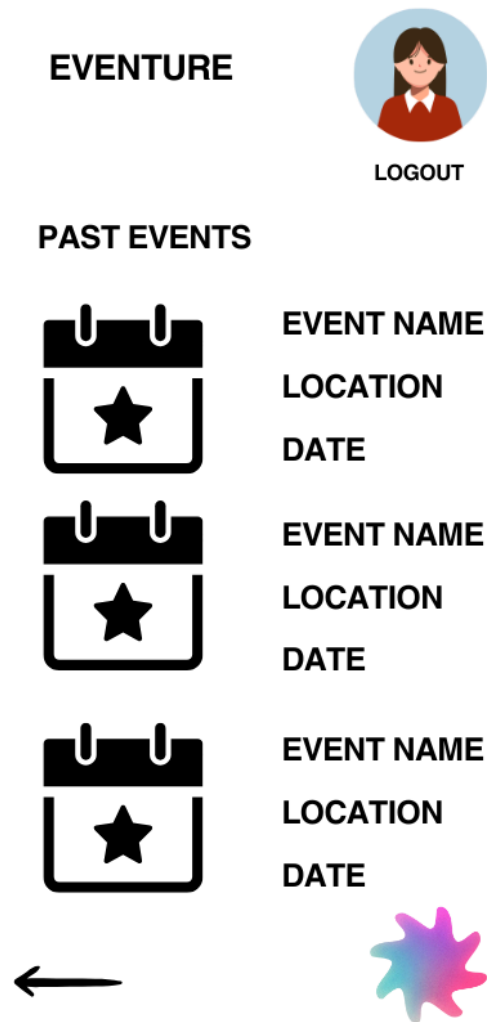 EVENTURE
LOGOUT
PAST EVENTS
EVENT NAME
LOCATION
DATE
EVENT NAME
LOCATION
DATE
EVENT NAME
LOCATION
DATE